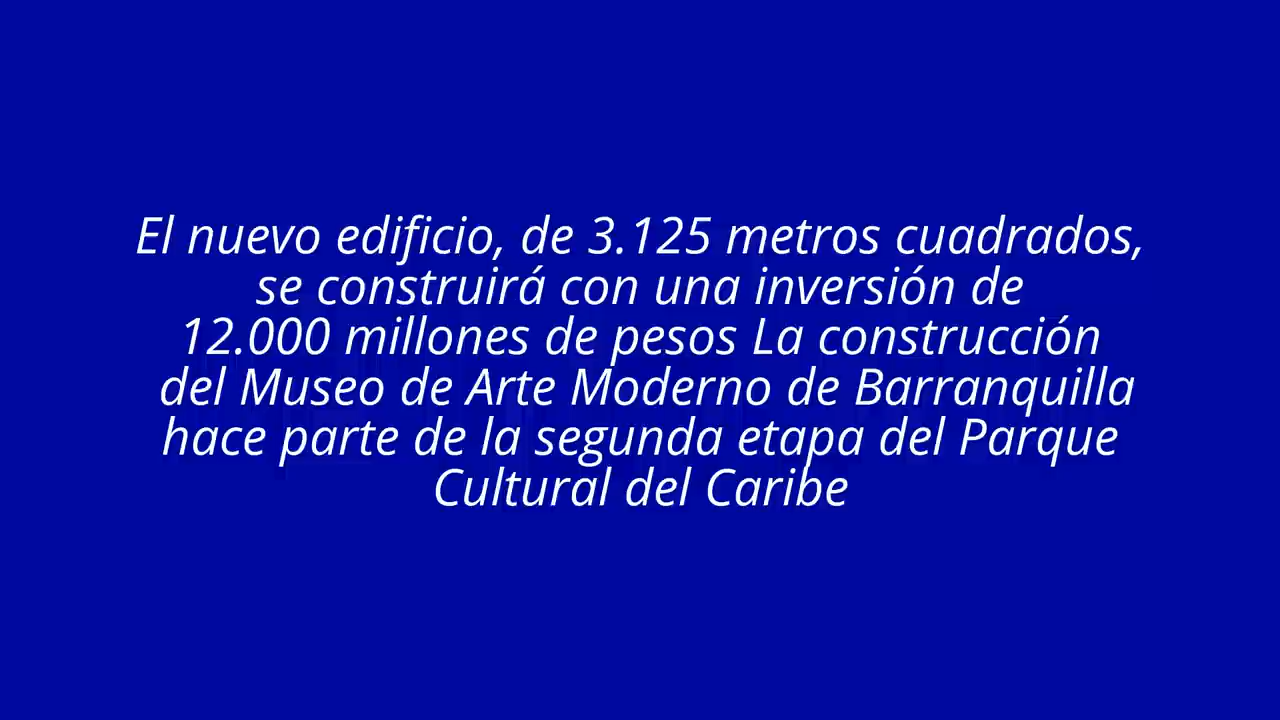 El nuevo edificio, de 3.125 metros cuadrados,
se construirá con una inversión de
12.000 millones de pesos La construcción
del Museo de Arte Moderno de Barranquilla
hace parte de la segunda etapa del Parque
Cultural del Caribe